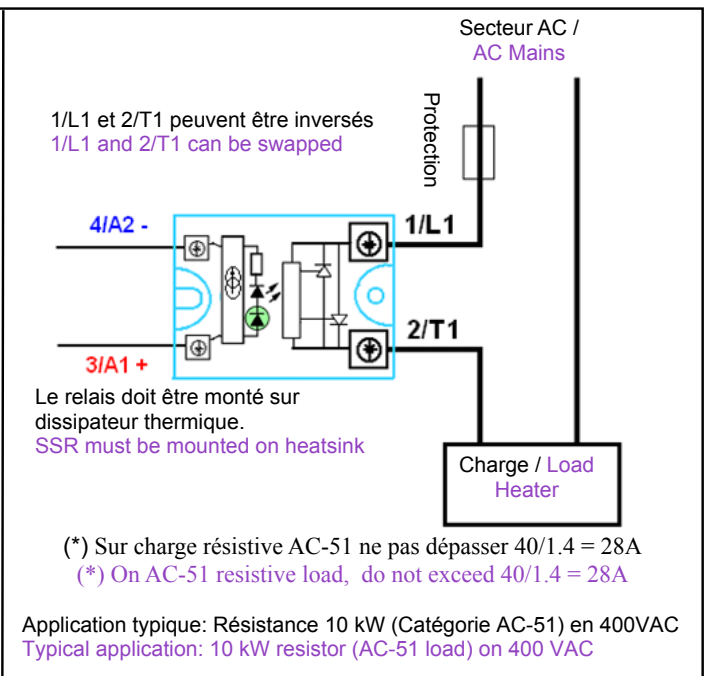 Secteur AC /
AC Mains
Protection
1/L1 et 2/T1 peuvent être inversés
1/L1 and 2/T1 can be swapped
4/A2 -
1/L1
2/T1
3/A1 +
Le relais doit être monté sur
dissipateur thermique.
SSR must be mounted on heatsink
Charge / Load
Heater
(*) Sur charge résistive AC-51 ne pas dépasser 40/1.4 = 28A
(*) On AC-51 resistive load, do not exceed 40/1.4 = 28A
Application typique: Résistance 10 kW (Catégorie AC-51) en 400VAC
Typical application: 10 kW resistor (AC-51 load) on 400 VAC